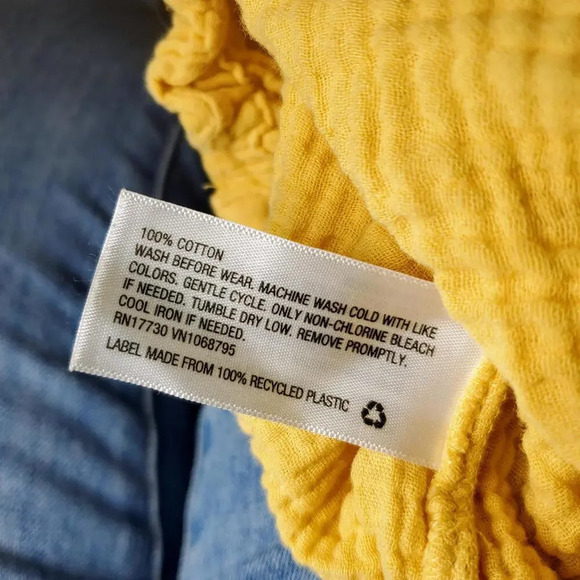 100% COTTON
WASH BEFORE WEAR. MACHINE WASH COLD WITH LIKE
COLORS. GENTLE CYCLE. ONLY NON-CHLORINE BLEACH
IF NEEDED. TUMBLE DRY LOW. REMOVE PROMPTLY.
COOL IRON IF NEEDED.
RN17730 VN1068795
LABEL MADE FROM 100% RECYCLED PLASTIC